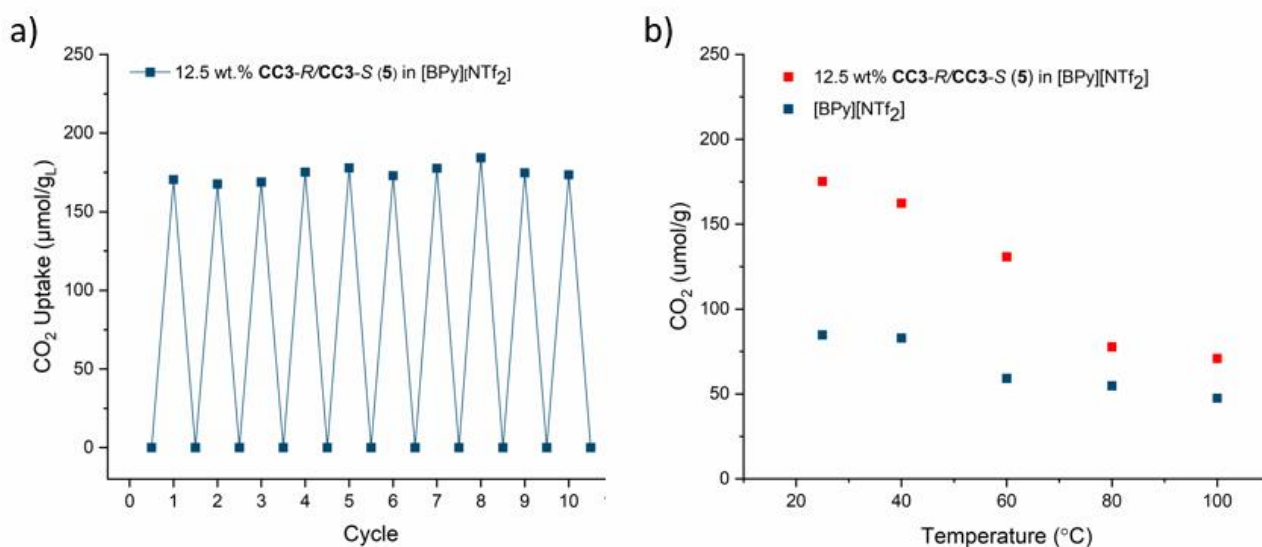 a)
250
200
150
100
50
0
CO₂ Uptake (μmol/gL)
12.5 wt.% CC3-R/CC3-S (5) in [BPy][NTf₂]
0 1 2 3 4 5 6 7 8 9 10
Cycle
b)
250
200
150
100
50
0
CO₂ (umol/g)
12.5 wt% CC3-R/CC3-S (5) in [BPy][NTf₂]
[BPy][NTf₂]
20 40 60 80 100
Temperature (°C)